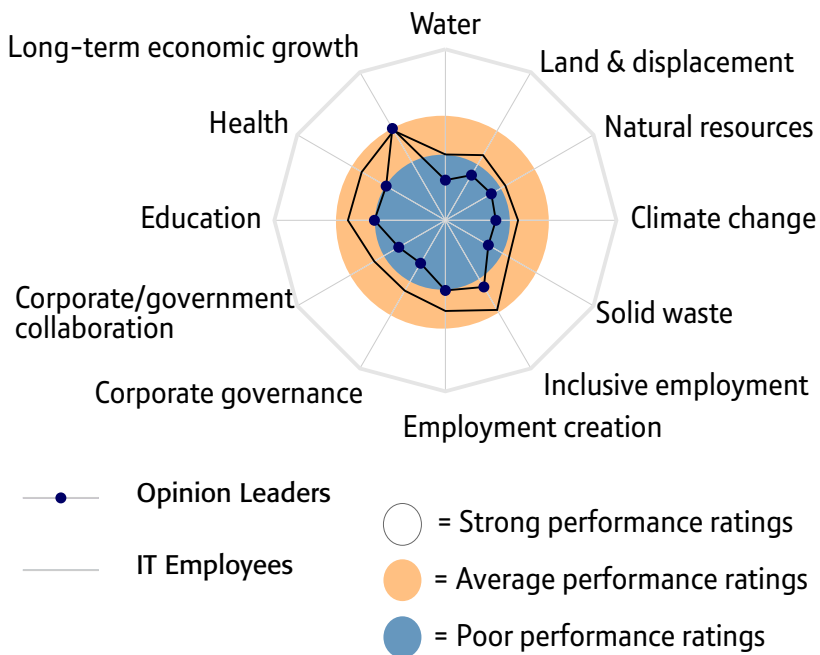 Water
Long-term economic growth
Land & displacement
Health
Natural resources
Education
Climate change
Corporate/government
collaboration
Solid waste
Corporate governance
Inclusive employment
Employment creation
Opinion Leaders
IT Employees
= Strong performance ratings
= Average performance ratings
= Poor performance ratings